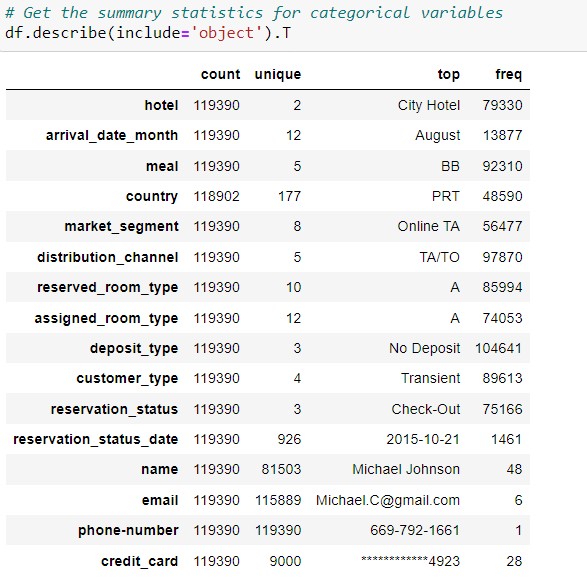 # Get the summary statistics for categorical variables
df.describe(include='object').T
count unique top freq
hotel 119390 2 City Hotel 79330
arrival_date_month 119390 12 August 13877
meal 119390 5 BB 92310
country 118902 177 PRT 48590
market_segment 119390 8 Online TA 56477
distribution_channel 119390 5 TA/TO 97870
reserved_room_type 119390 10 A 85994
assigned_room_type 119390 12 A 74053
deposit_type 119390 3 No Deposit 104641
customer_type 119390 4 Transient 89613
reservation_status 119390 3 Check-Out 75166
reservation_status_date 119390 926 2015-10-21 1461
name 119390 81503 Michael Johnson 48
email 119390 115889 Michael.C@gmail.com 6
phone-number 119390 119390 669-792-1661 1
credit_card 119390 9000 ************4923 28